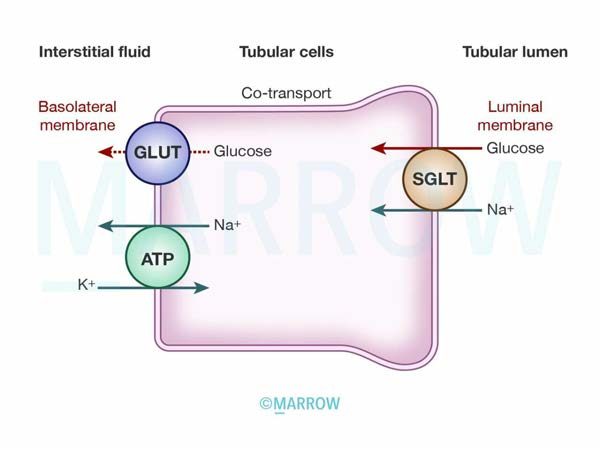 Interstitial fluid
Tubular cells
Tubular lumen
Co-transport
Basolateral
membrane
Luminal
membrane
GLUT
Glucose
Glucose
SGLT
Na+
Na+
ATP
K+
MARROW
©MARROW